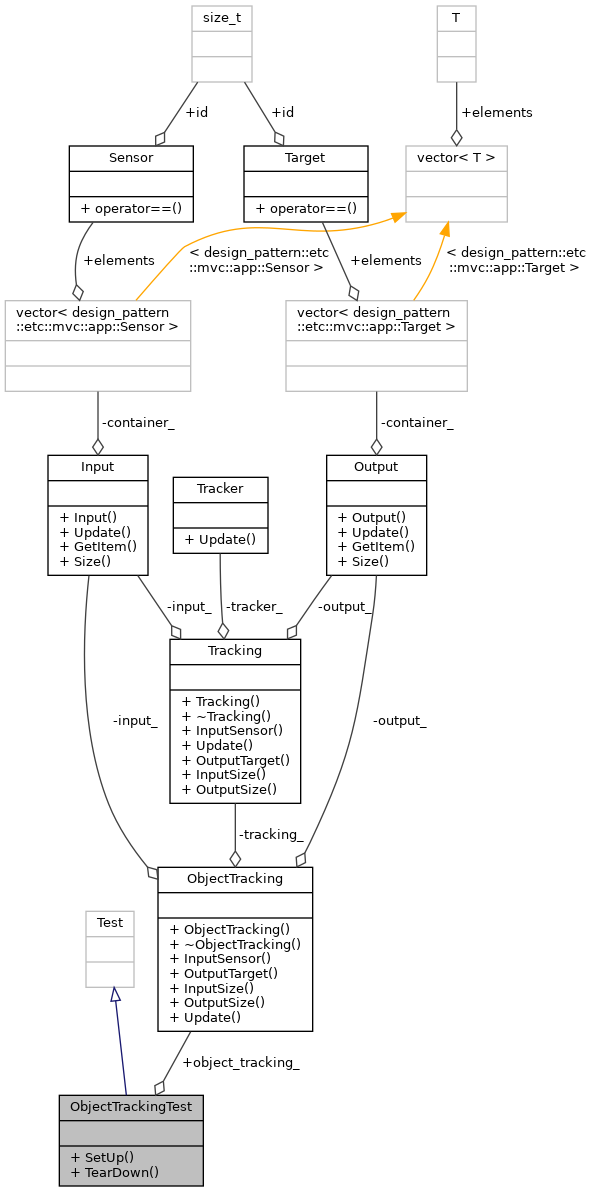 size_t
T
+id
+id
+elements
Sensor
+ operator==()
Target
+ operator==()
vector< T >
+elements
< design_pattern::etc
::mvc::app::Sensor >
+elements
< design_pattern::etc
::mvc::app::Target >
vector< design_pattern
::etc::mvc::app::Sensor >
vector< design_pattern
::etc::mvc::app::Target >
-container_
-container_
Input
+ Input()
+ Update()
+ GetItem()
+ Size()
Tracker
+ Update()
Output
+ Output()
+ Update()
+ GetItem()
+ Size()
-input_
-tracker_
-output_
Tracking
+ Tracking()
+ ~Tracking()
+ InputSensor()
+ Update()
+ OutputTarget()
+ InputSize()
+ OutputSize()
-input_
-output_
-tracking_
ObjectTracking
+ ObjectTracking()
+ ~ObjectTracking()
+ InputSensor()
+ OutputTarget()
+ InputSize()
+ OutputSize()
+ Update()
Test
+object_tracking_
ObjectTrackingTest
+ SetUp()
+ TearDown()